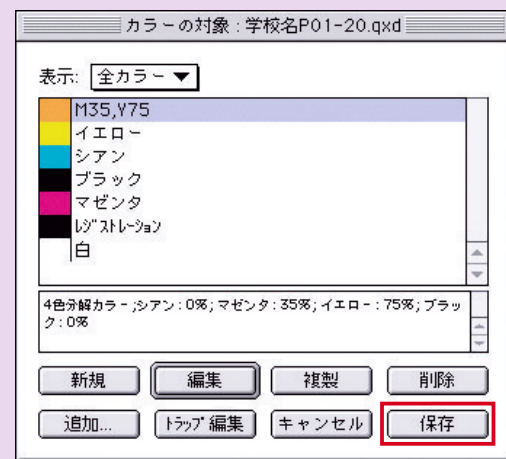 カラーの対象:学校名P01-20.qxd
表示: 全カラー
M35,Y75
イエロー
シアン
ブラック
マゼンタ
レジストレーション
白
4色分解カラー;シアン:0%;マゼンタ:35%;イエロー:75%;ブラッ
ク:0%
新規 編集 複製 削除
追加... トラップ編集 キャンセル 保存